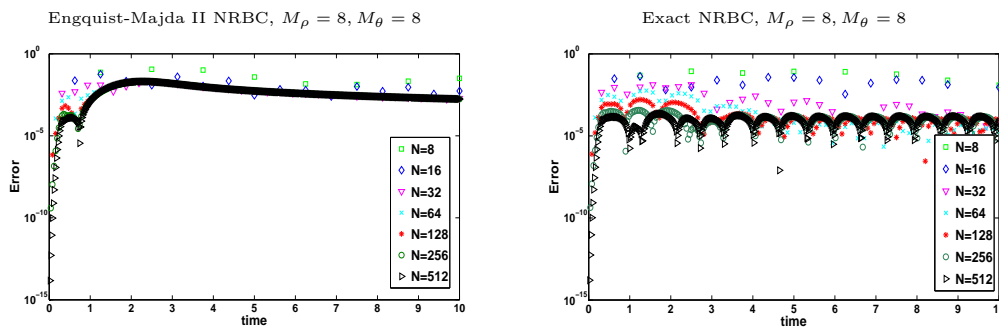 Engquist-Majda II NRBC, $M_\rho = 8, M_\theta = 8$
10^0
10^-5
10^-10
10^-15
Error
N=8
N=16
N=32
N=64
N=128
N=256
N=512
0 1 2 3 4 5 6 7 8 9 10
time
Exact NRBC, $M_\rho = 8, M_\theta = 8$
10^0
10^-5
10^-10
10^-15
Error
N=8
N=16
N=32
N=64
N=128
N=256
N=512
0 1 2 3 4 5 6 7 8 9 10
time